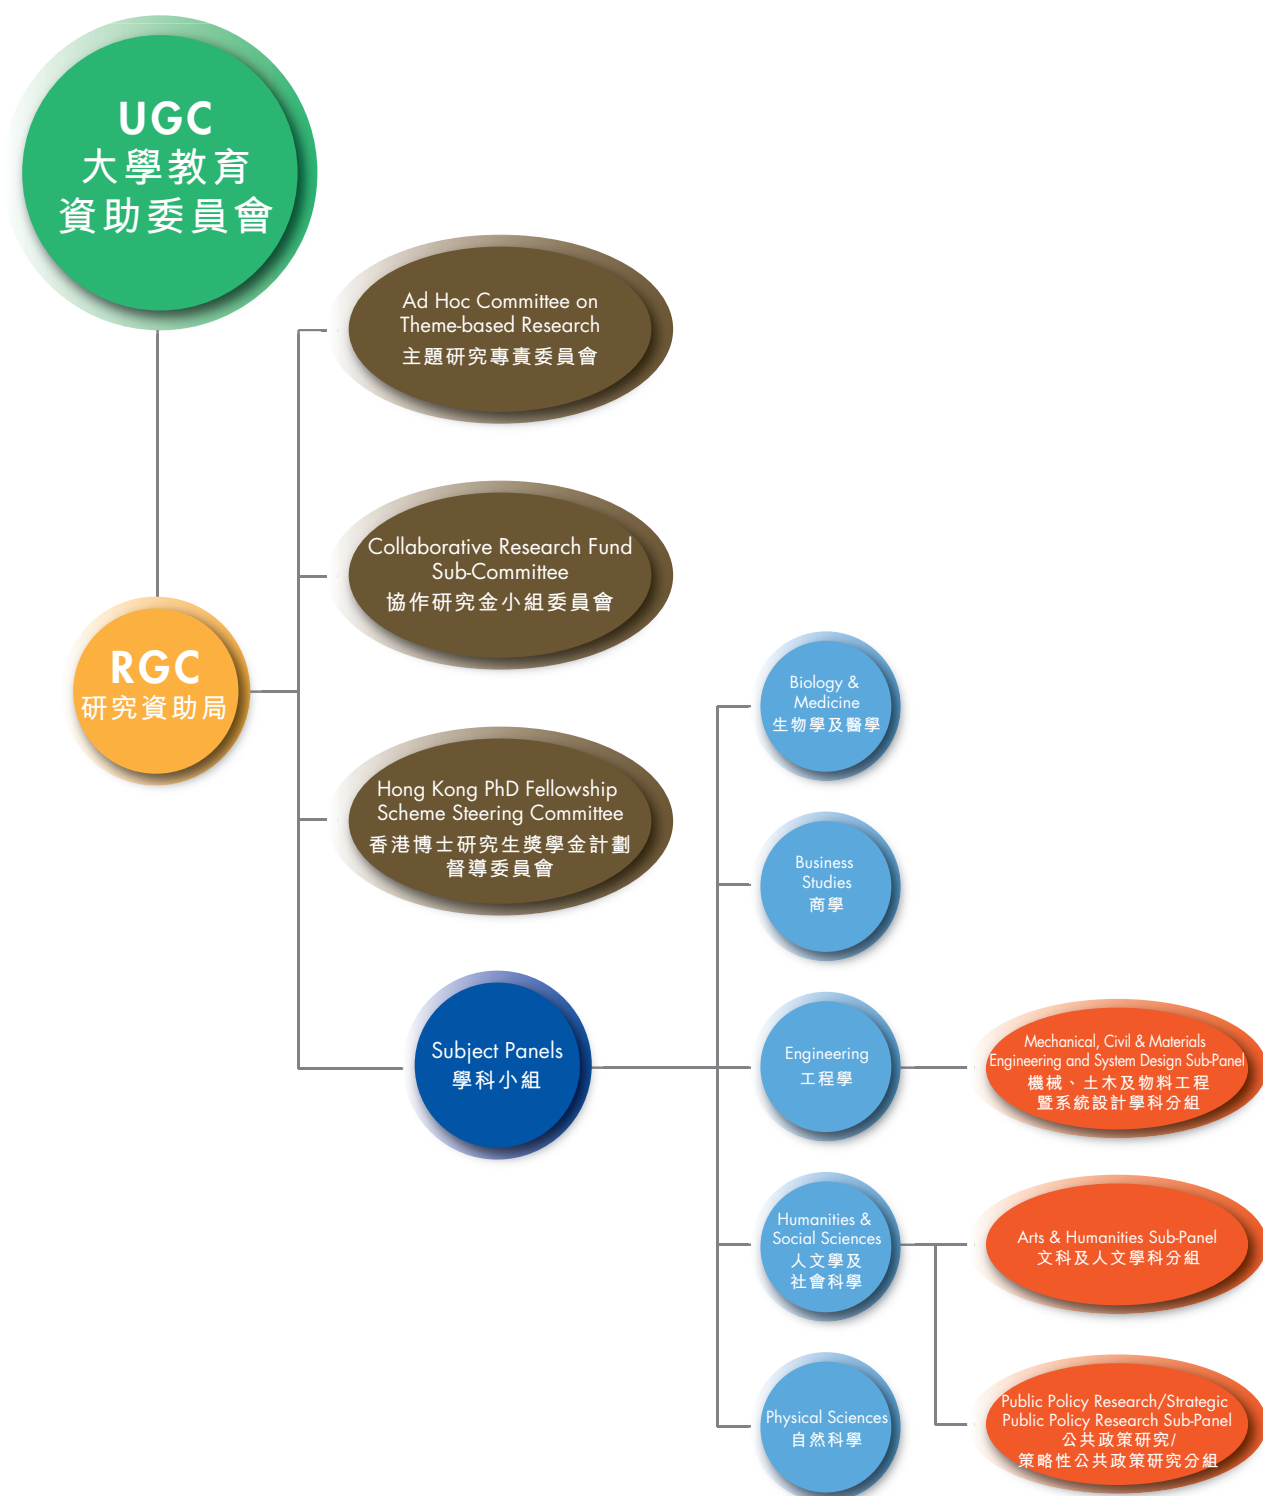 UGC
大學教育
資助委員會
Ad Hoc Committee on
Theme-based Research
主題研究專責委員會
Collaborative Research Fund
Sub-Committee
協作研究金小組委員會
RGC
研究資助局
Hong Kong PhD Fellowship
Scheme Steering Committee
香港博士研究生獎學金計劃
督導委員會
Subject Panels
學科小組
Biology &
Medicine
生物學及醫學
Business
Studies
商學
Engineering
工程學
Mechanical, Civil & Materials
Engineering and System Design Sub-Panel
機械、土木及物料工程
暨系統設計學科分組
Humanities &
Social Sciences
人文學及
社會科學
Arts & Humanities Sub-Panel
文科及人文學科分組
Public Policy Research/Strategic
Public Policy Research Sub-Panel
公共政策研究/
策略性公共政策研究分組
Physical Sciences
自然科學